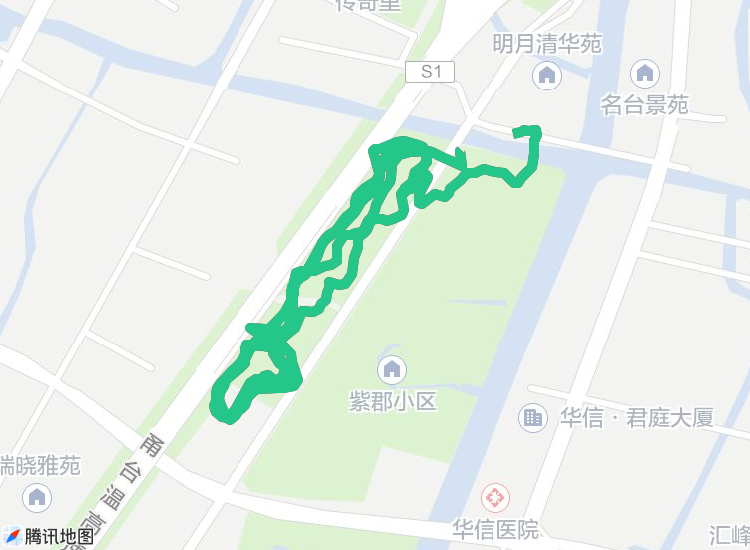 传奇里
明月清华苑
S1
名台景苑
紫郡小区
华信·君庭大厦
瑞晓雅苑
甬台温高速
华信医院
汇峰
腾讯地图